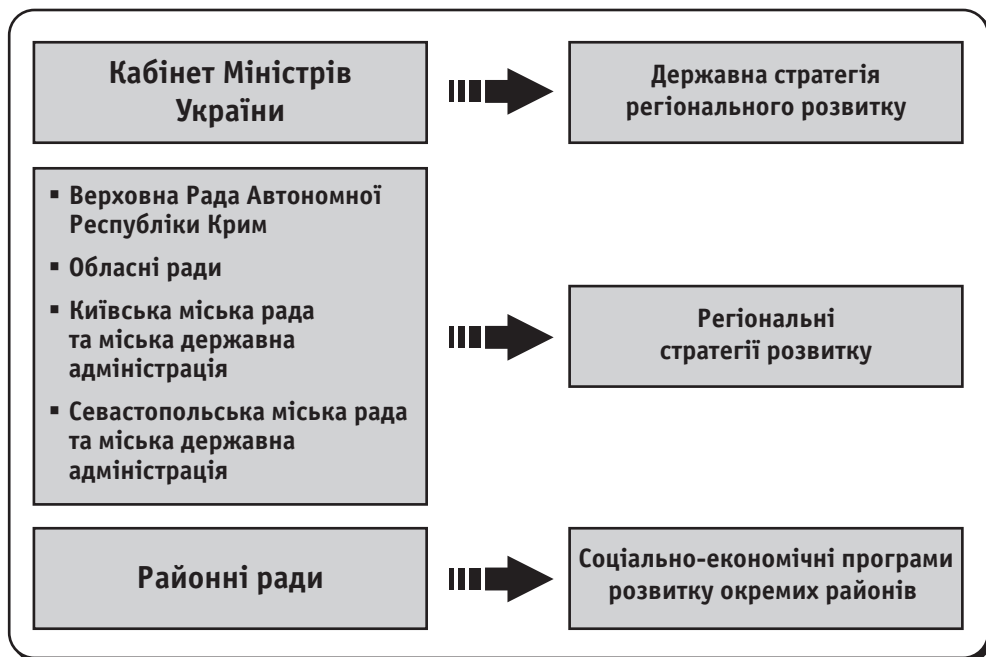 Кабінет Міністрів
України
Державна стратегія
регіонального розвитку
▪ Верховна Рада Автономної
Республіки Крим
▪ Обласні ради
▪ Київська міська рада
та міська державна
адміністрація
▪ Севастопольська міська рада
та міська державна
адміністрація
Регіональні
стратегії розвитку
Районні ради
Соціально-економічні програми
розвитку окремих районів